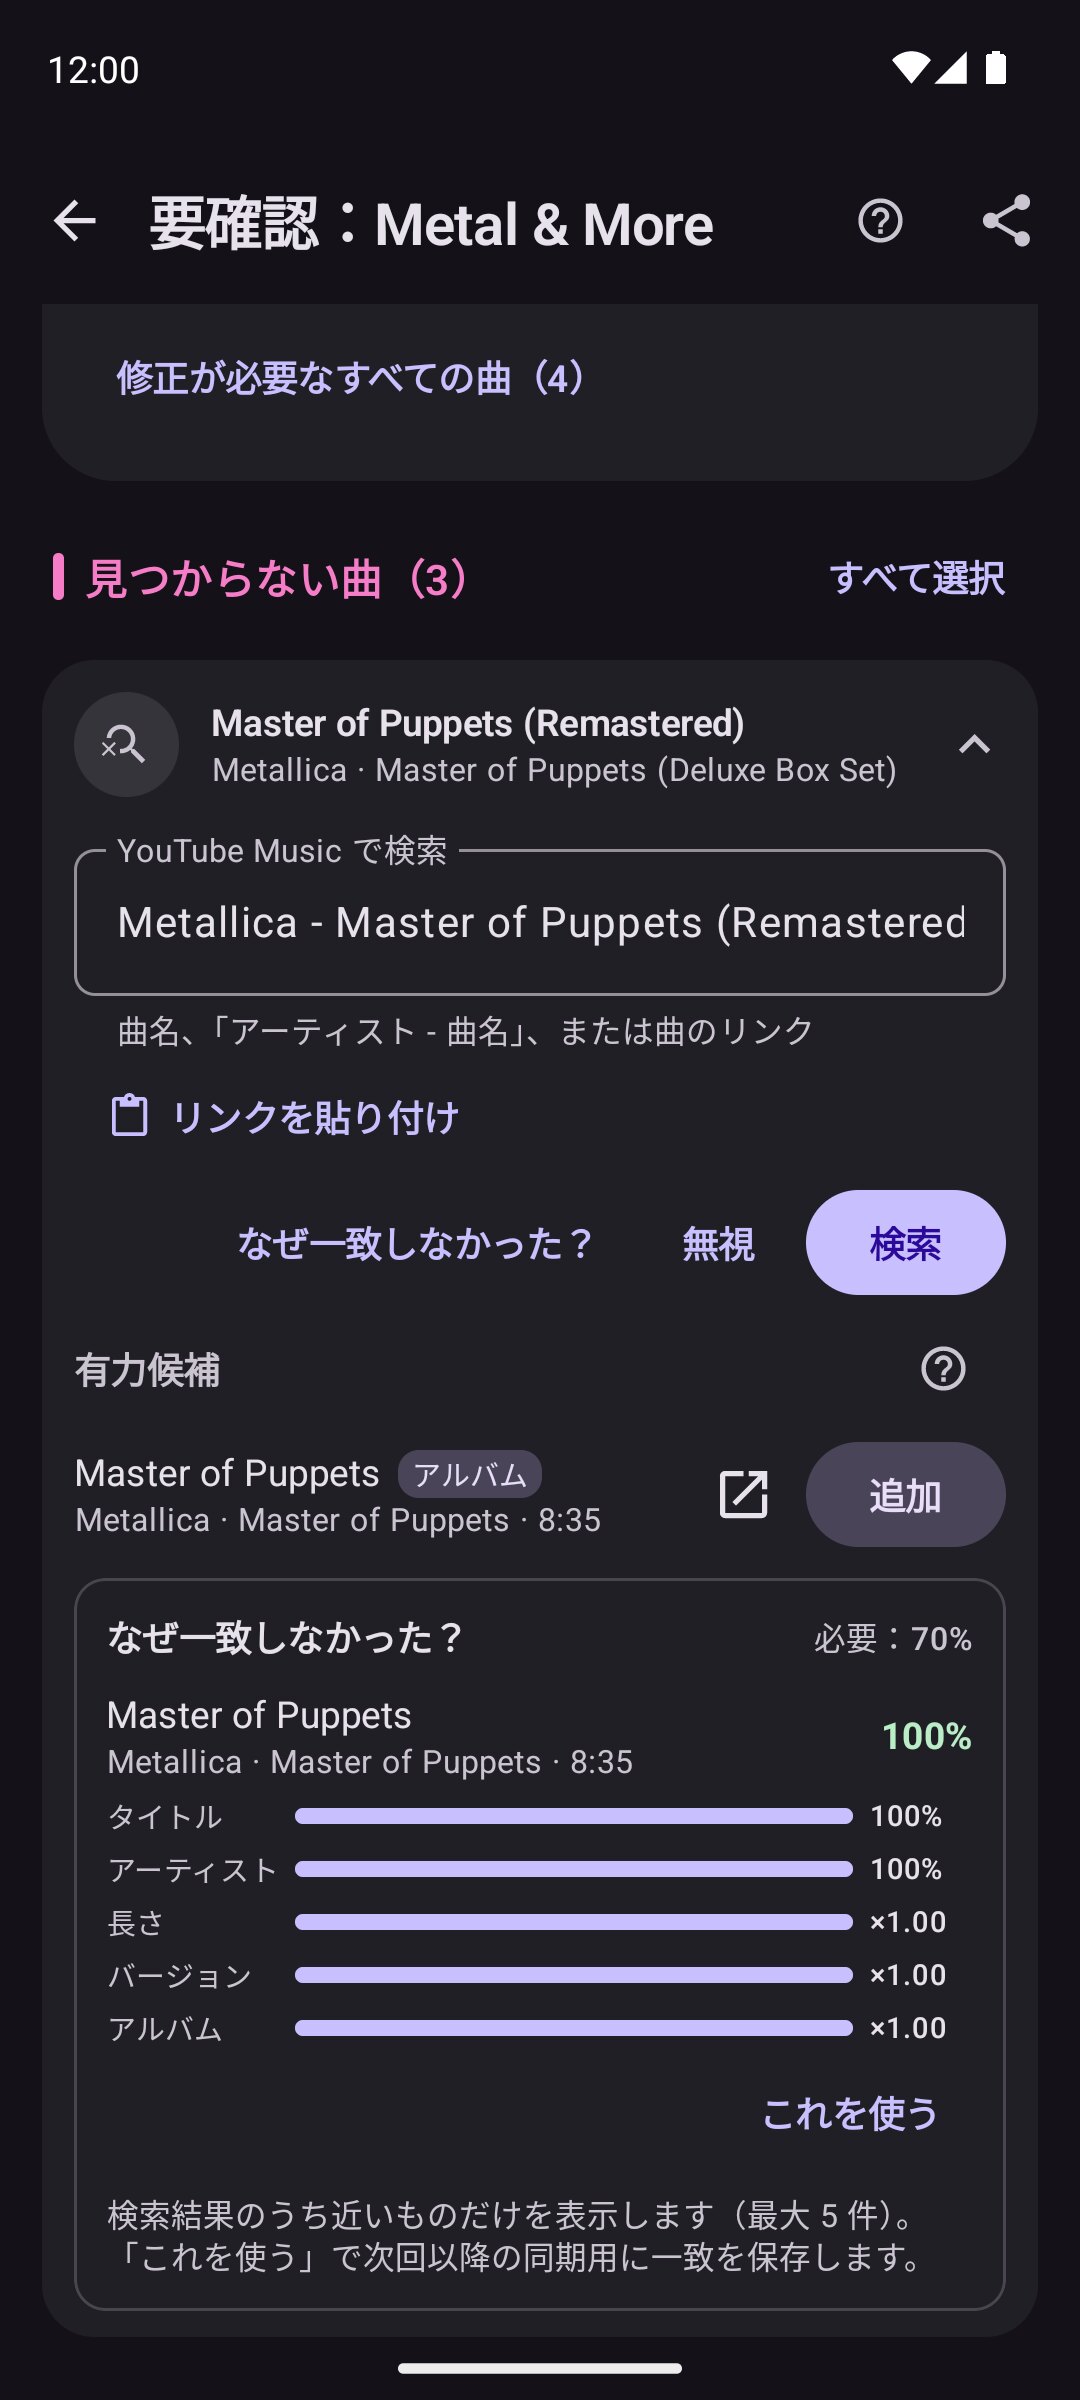 12:00
要確認：Metal & More
修正が必要なすべての曲（4）
見つからない曲（3）
すべて選択
Master of Puppets (Remastered)
Metallica · Master of Puppets (Deluxe Box Set)
YouTube Music で検索
Metallica - Master of Puppets (Remastered
曲名、「アーティスト - 曲名」、または曲のリンク
リンクを貼り付け
なぜ一致しなかった？
無視
検索
有力候補
Master of Puppets アルバム
Metallica · Master of Puppets · 8:35
追加
なぜ一致しなかった？
必要：70%
Master of Puppets
Metallica · Master of Puppets · 8:35
100%
タイトル 100%
アーティスト 100%
長さ ×1.00
バージョン ×1.00
アルバム ×1.00
これを使う
検索結果のうち近いものだけを表示します（最大 5 件）。
「これを使う」で次回以降の同期用に一致を保存します。